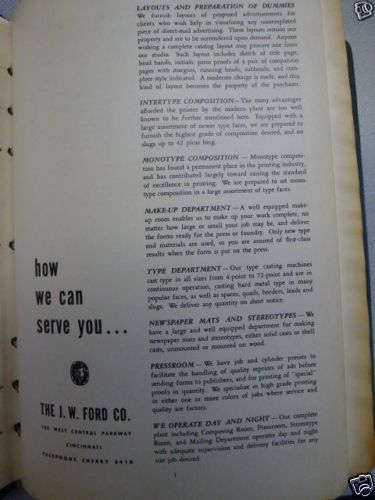 LAYOUTS AND PREPARATION OF DUMMIES
We furnish layouts of proposed advertisements for
clients who wish help in visualizing any contemplated
piece of direct-mail advertising. These layouts remain our
property and are to be surrendered upon demand. Anyone
wishing a complete catalog layout may procure one from
our studio. Such layout includes sketch of title page,
head bands, initials, press proofs of a pair of companion
pages with margins, running heads, subheads, and com-
plete style indicated. A moderate charge is made, and this
kind of layout becomes the property of the purchaser.
INTERTYPE COMPOSITION—The many advantages
afforded the printer by the modern plant are too well
known to be further mentioned here. Equipped with a
large assortment of newer type faces, we are prepared to
furnish the highest grade of composition desired, and on
slugs up to 42 picas long.
MONOTYPE COMPOSITION — Monotype composi-
tion has found a permanent place in the printing industry,
and has contributed largely toward raising the standard
of excellence in printing. We are prepared to set mono-
type composition in a large assortment of type faces.
MAKE-UP DEPARTMENT—A well equipped make-
up room enables us to make up your work complete, no
matter how large or small your job may be, and deliver
the forms ready for the press or foundry. Only new type
and materials are used, so you are assured of first-class
results when the form is put on the press.
TYPE DEPARTMENT—Our type casting machines
cast type in all sizes from 4-point to 72-point and are in
continuous operation, casting hard metal type in many
popular faces, as well as spaces, quads, borders, leads and
slugs. We deliver any quantity on short notice.
NEWSPAPER MATS AND STEREOTYPES—We
have a large and well equipped department for making
newspaper mats and stereotypes, either solid casts or shell
casts, unmounted or mounted on wood.
PRESSROOM—We have job and cylinder presses to
facilitate the handling of quality reprints of ads before
sending forms to publishers, and for printing of "special"
proofs in quantity. We specialize in high grade printing
in either one or more colors of jobs where service and
quality are factors.
WE OPERATE DAY AND NIGHT—Our complete
plant including Composing Room, Pressroom, Stereotype
Room, and Mailing Department operates day and night
with adequate supervision and delivery facilities for any
size job desired.
how
we can
serve you...
THE J. W. FORD CO.
WEST CENTRAL PARKWAY
CINCINNATI
TELEPHONE CHERRY